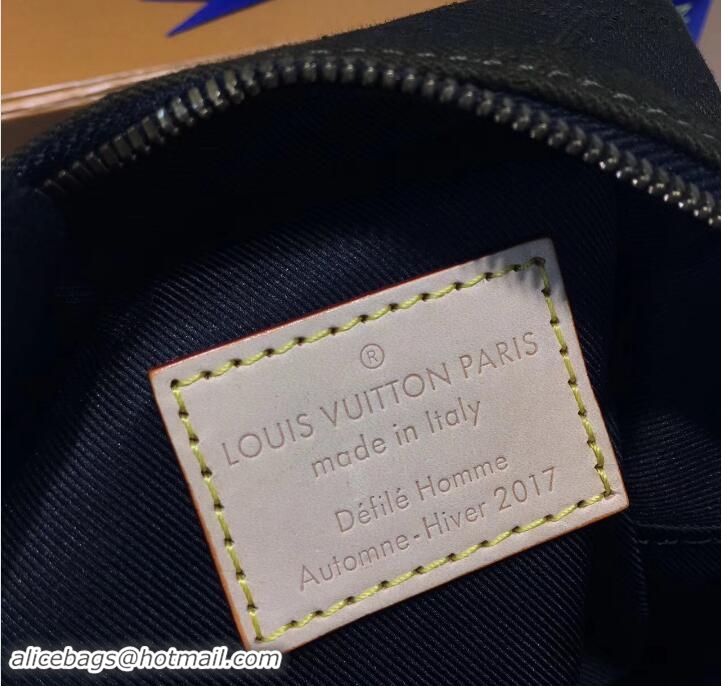 ®
LOUIS VUITTON PARIS
made in Italy
Défilé Homme
Automne-Hiver 2017
alicebags@hotmail.com